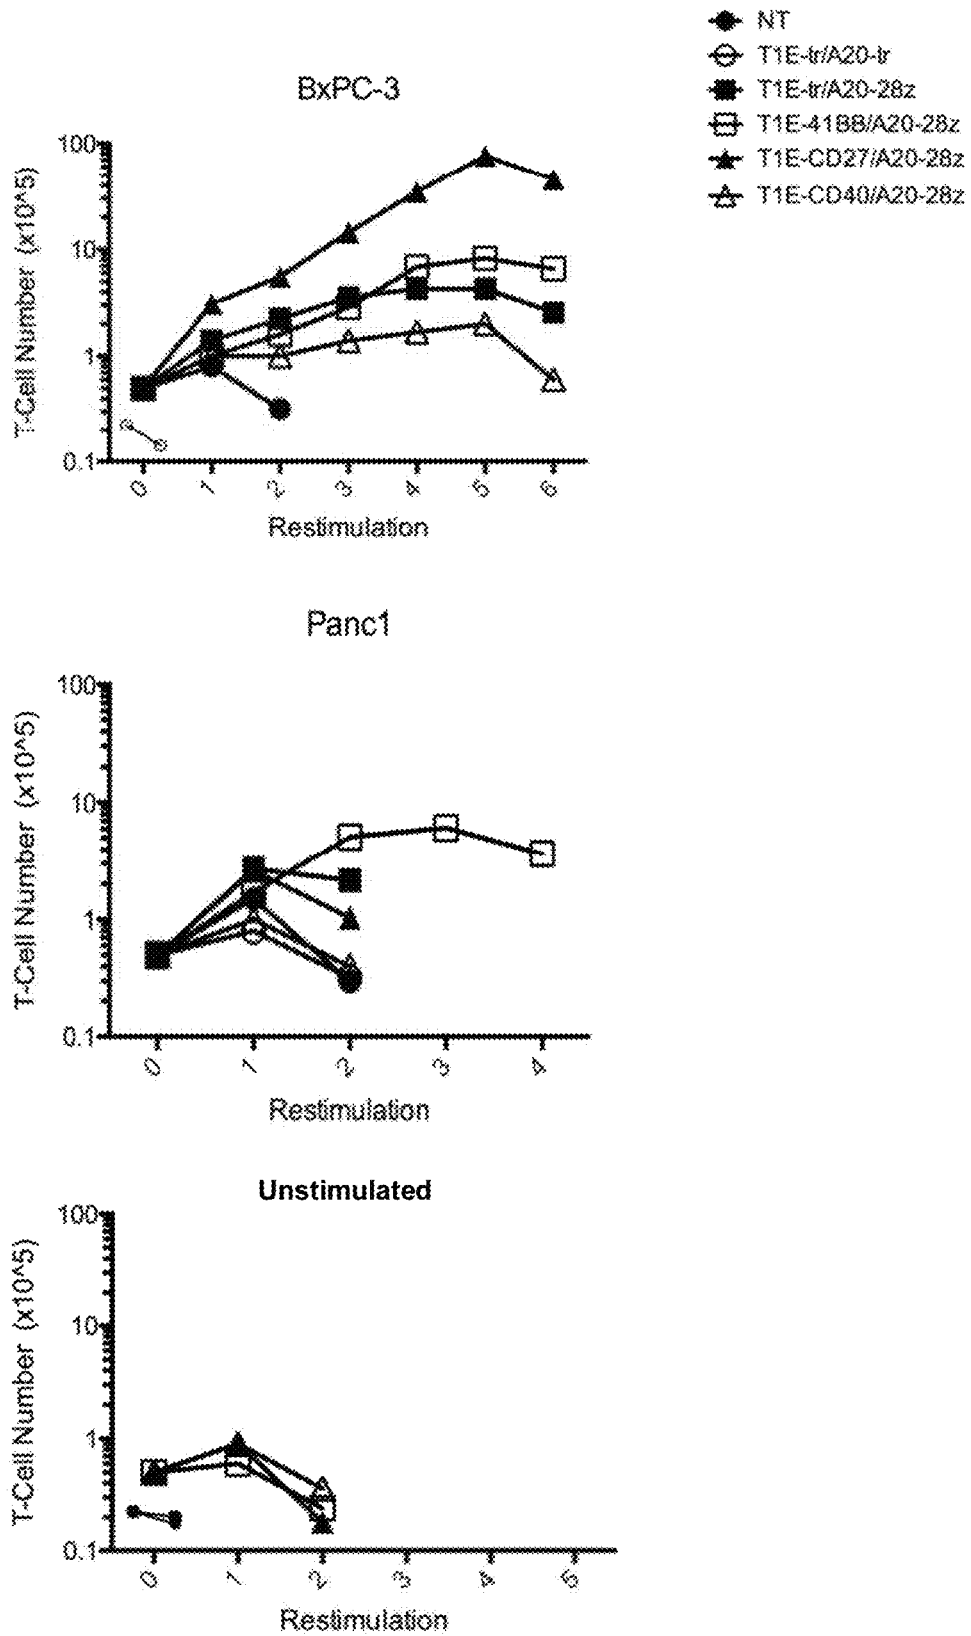 NT
T1E-tr/A20-tr
T1E-tr/A20-28z
T1E-41BB/A20-28z
T1E-CD27/A20-28z
T1E-CD40/A20-28z
BxPC-3
T-Cell Number (x10^5)
100
10
1
0.1
0 1 2 3 4 5 6
Restimulation
Panc1
T-Cell Number (x10^5)
100
10
1
0.1
0 1 2 3 4
Restimulation
Unstimulated
T-Cell Number (x10^5)
100
10
1
0.1
0 1 2 3 4 5
Restimulation